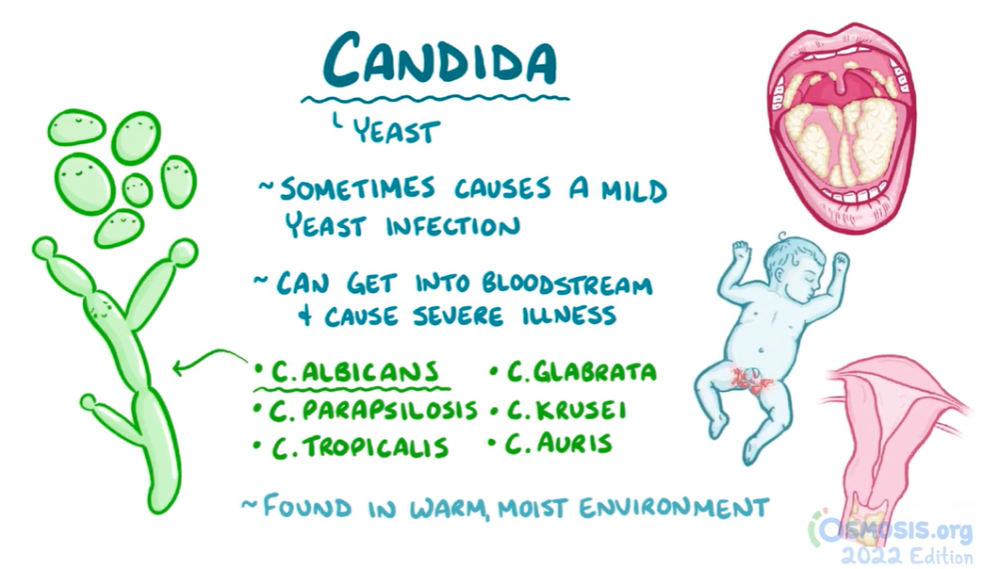 CANDIDA
YEAST
~ SOMETIMES CAUSES A MILD
YEAST INFECTION
~ CAN GET INTO BLOODSTREAM
& CAUSE SEVERE ILLNESS
• C. ALBICANS • C. GLABRATA
• C. PARAPSILOSIS • C. KRUSEI
• C. TROPICALIS • C. AURIS
~ FOUND IN WARM, MOIST ENVIRONMENT
OSMOSIS.org
2022 Edition